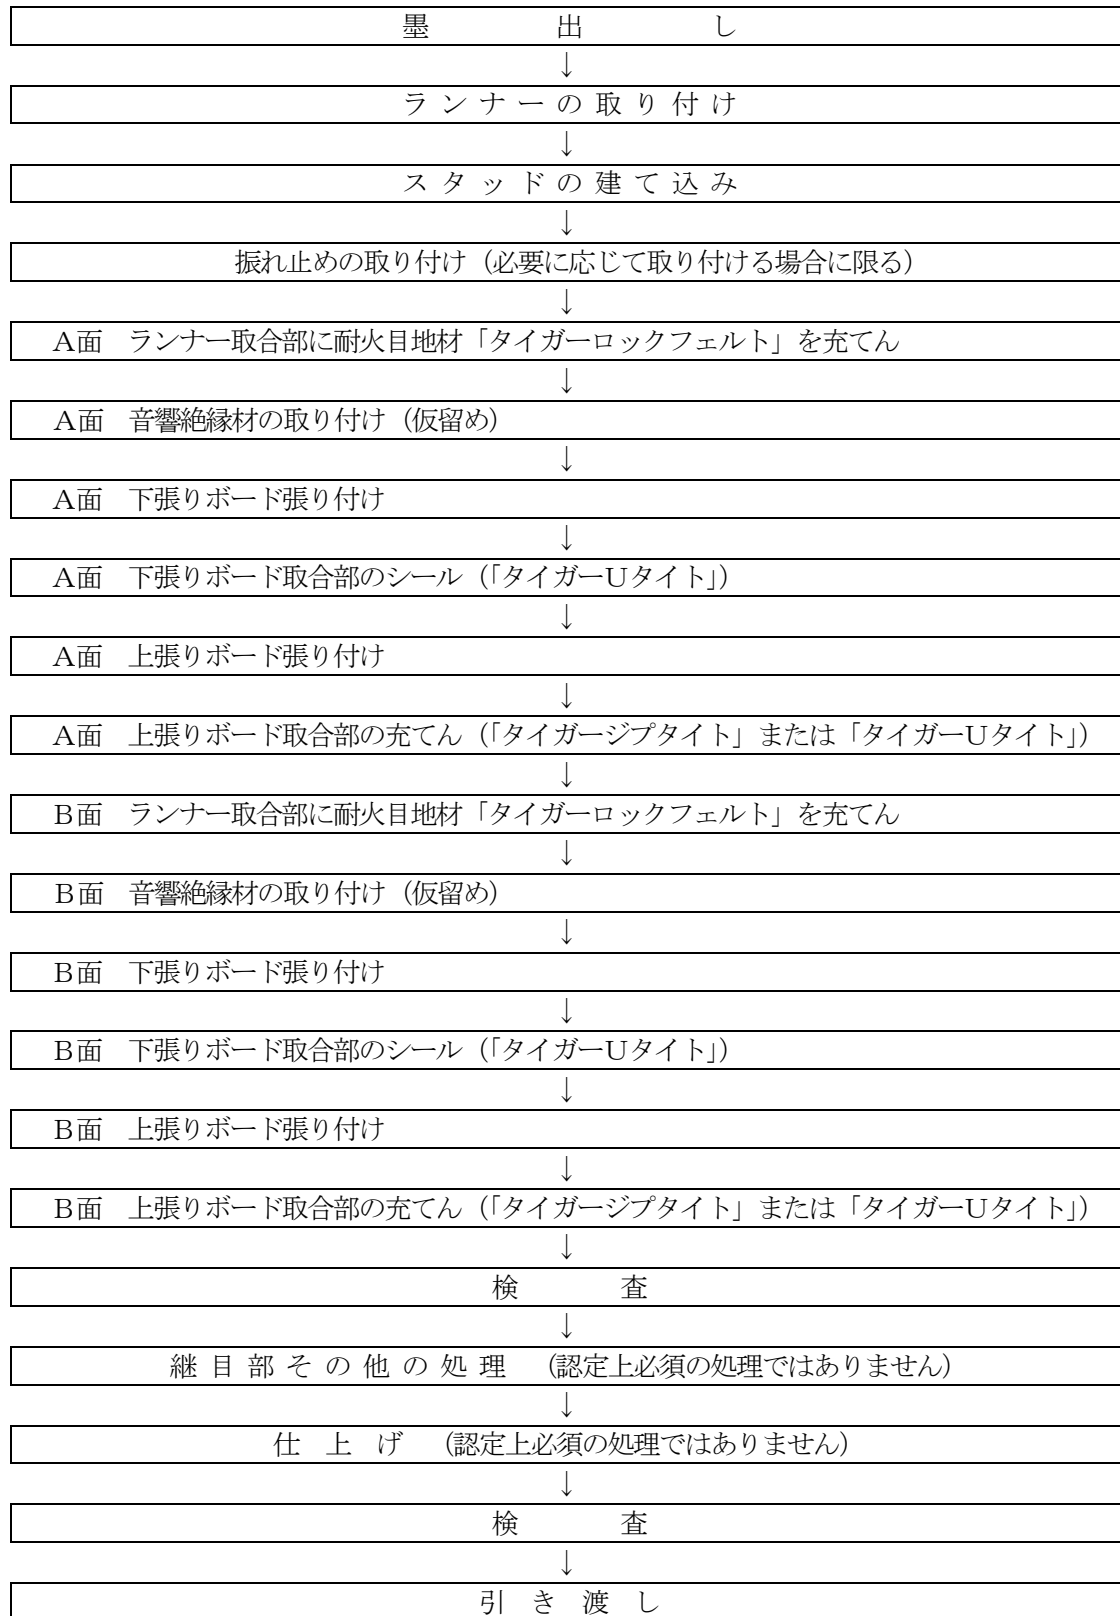 墨出し
↓
ランナーの取り付け
↓
スタッドの建て込み
↓
振れ止めの取り付け（必要に応じて取り付ける場合に限る）
↓
A面　ランナー取合部に耐火目地材「タイガーロックフェルト」を充てん
↓
A面　音響絶縁材の取り付け（仮留め）
↓
A面　下張りボード張り付け
↓
A面　下張りボード取合部のシール（「タイガーUタイト」）
↓
A面　上張りボード張り付け
↓
A面　上張りボード取合部の充てん（「タイガージプタイト」または「タイガーUタイト」）
↓
B面　ランナー取合部に耐火目地材「タイガーロックフェルト」を充てん
↓
B面　音響絶縁材の取り付け（仮留め）
↓
B面　下張りボード張り付け
↓
B面　下張りボード取合部のシール（「タイガーUタイト」）
↓
B面　上張りボード張り付け
↓
B面　上張りボード取合部の充てん（「タイガージプタイト」または「タイガーUタイト」）
↓
検査
↓
継目部その他の処理　（認定上必須の処理ではありません）
↓
仕上げ　（認定上必須の処理ではありません）
↓
検査
↓
引き渡し